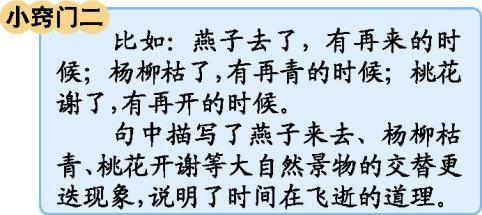 小窍门二
比如：燕子去了，有再来的时
候；杨柳枯了，有再青的时候；桃花
谢了，有再开的时候。
句中描写了燕子来去、杨柳枯
青、桃花开谢等大自然景物的交替更
迭现象，说明了时间在飞逝的道理。